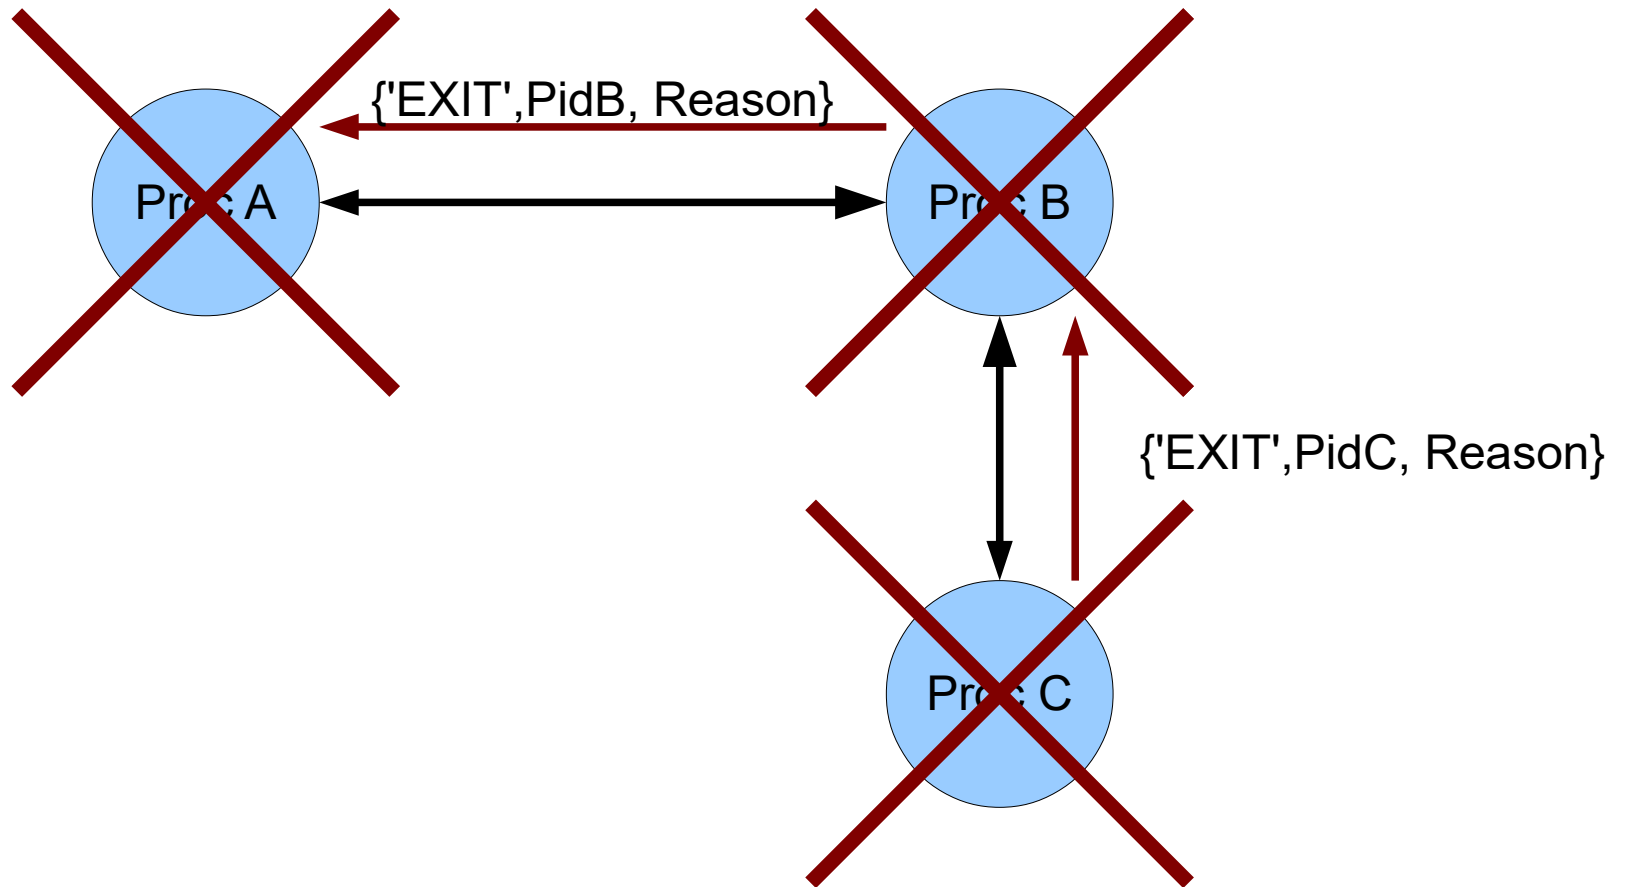 {'EXIT',PidB, Reason}
Proc A
Proc B
{'EXIT',PidC, Reason}
Proc C